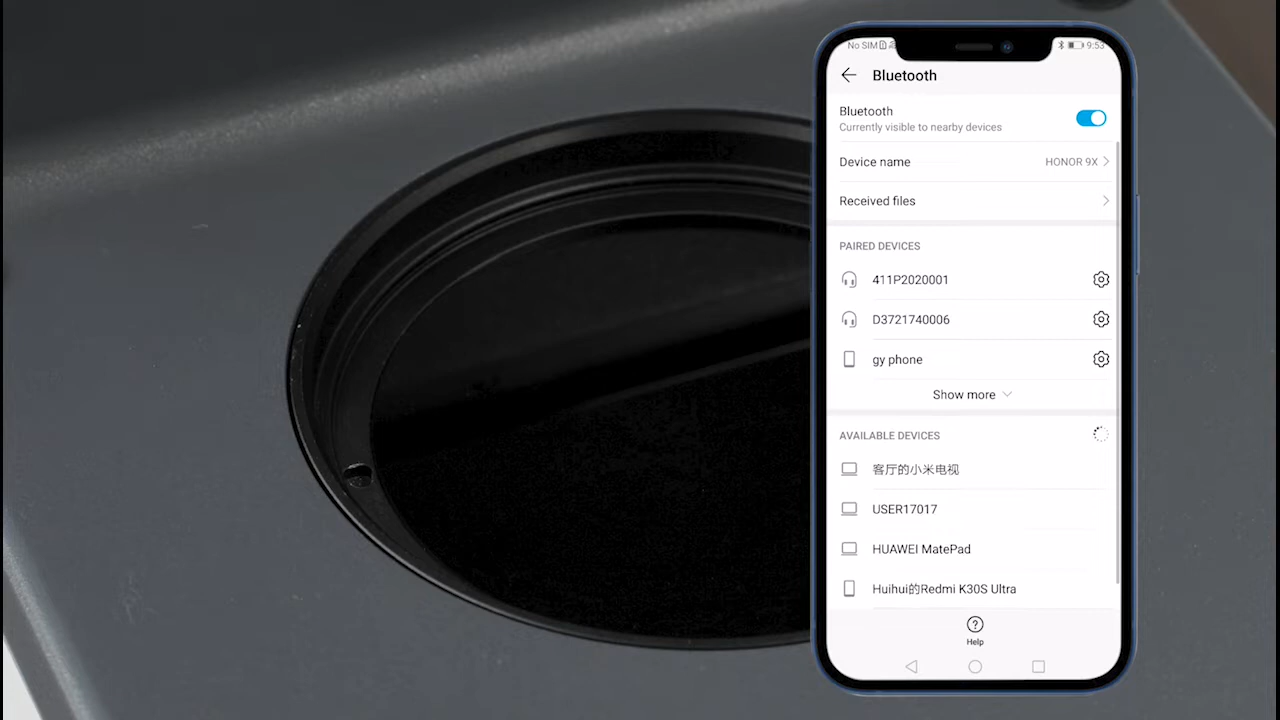 No SIM
9:53
Bluetooth
Bluetooth
Currently visible to nearby devices
Device name
HONOR 9X
Received files
PAIRED DEVICES
411P2020001
D3721740006
gy phone
Show more
AVAILABLE DEVICES
客厅的小米电视
USER17017
HUAWEI MatePad
Huihui的Redmi K30S Ultra
Help